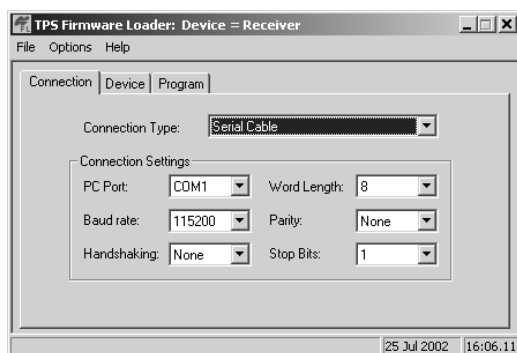 TPS Firmware Loader: Device = Receiver
File Options Help
Connection Device Program
Connection Type: Serial Cable
Connection Settings
PC Port: COM1 Word Length: 8
Baud rate: 115200 Parity: None
Handshaking: None Stop Bits: 1
25 Jul 2002 16:06.11